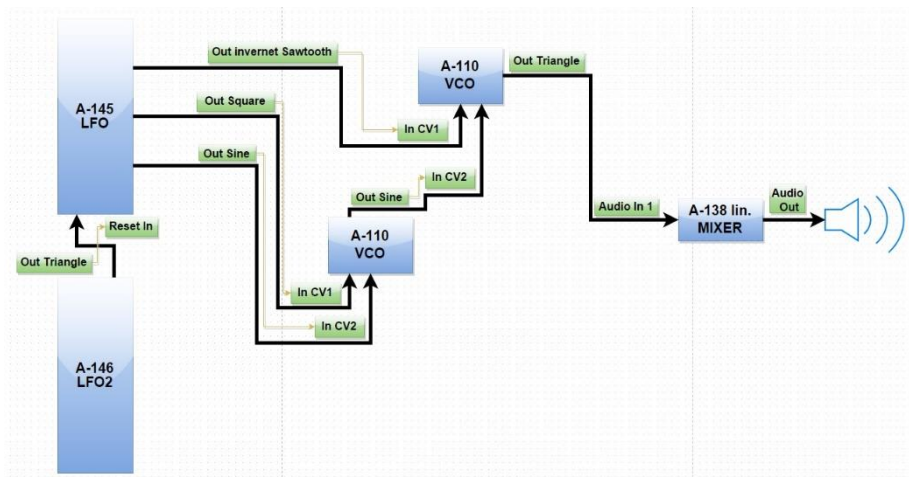 Out invernet Sawtooth
A-110
VCO
Out Triangle
A-145
LFO
Out Square
In CV1
Out Sine
In CV2
Out Sine
Audio In 1
A-138 lin.
MIXER
Audio
Out
Reset In
A-110
VCO
Out Triangle
In CV1
In CV2
A-146
LFO2